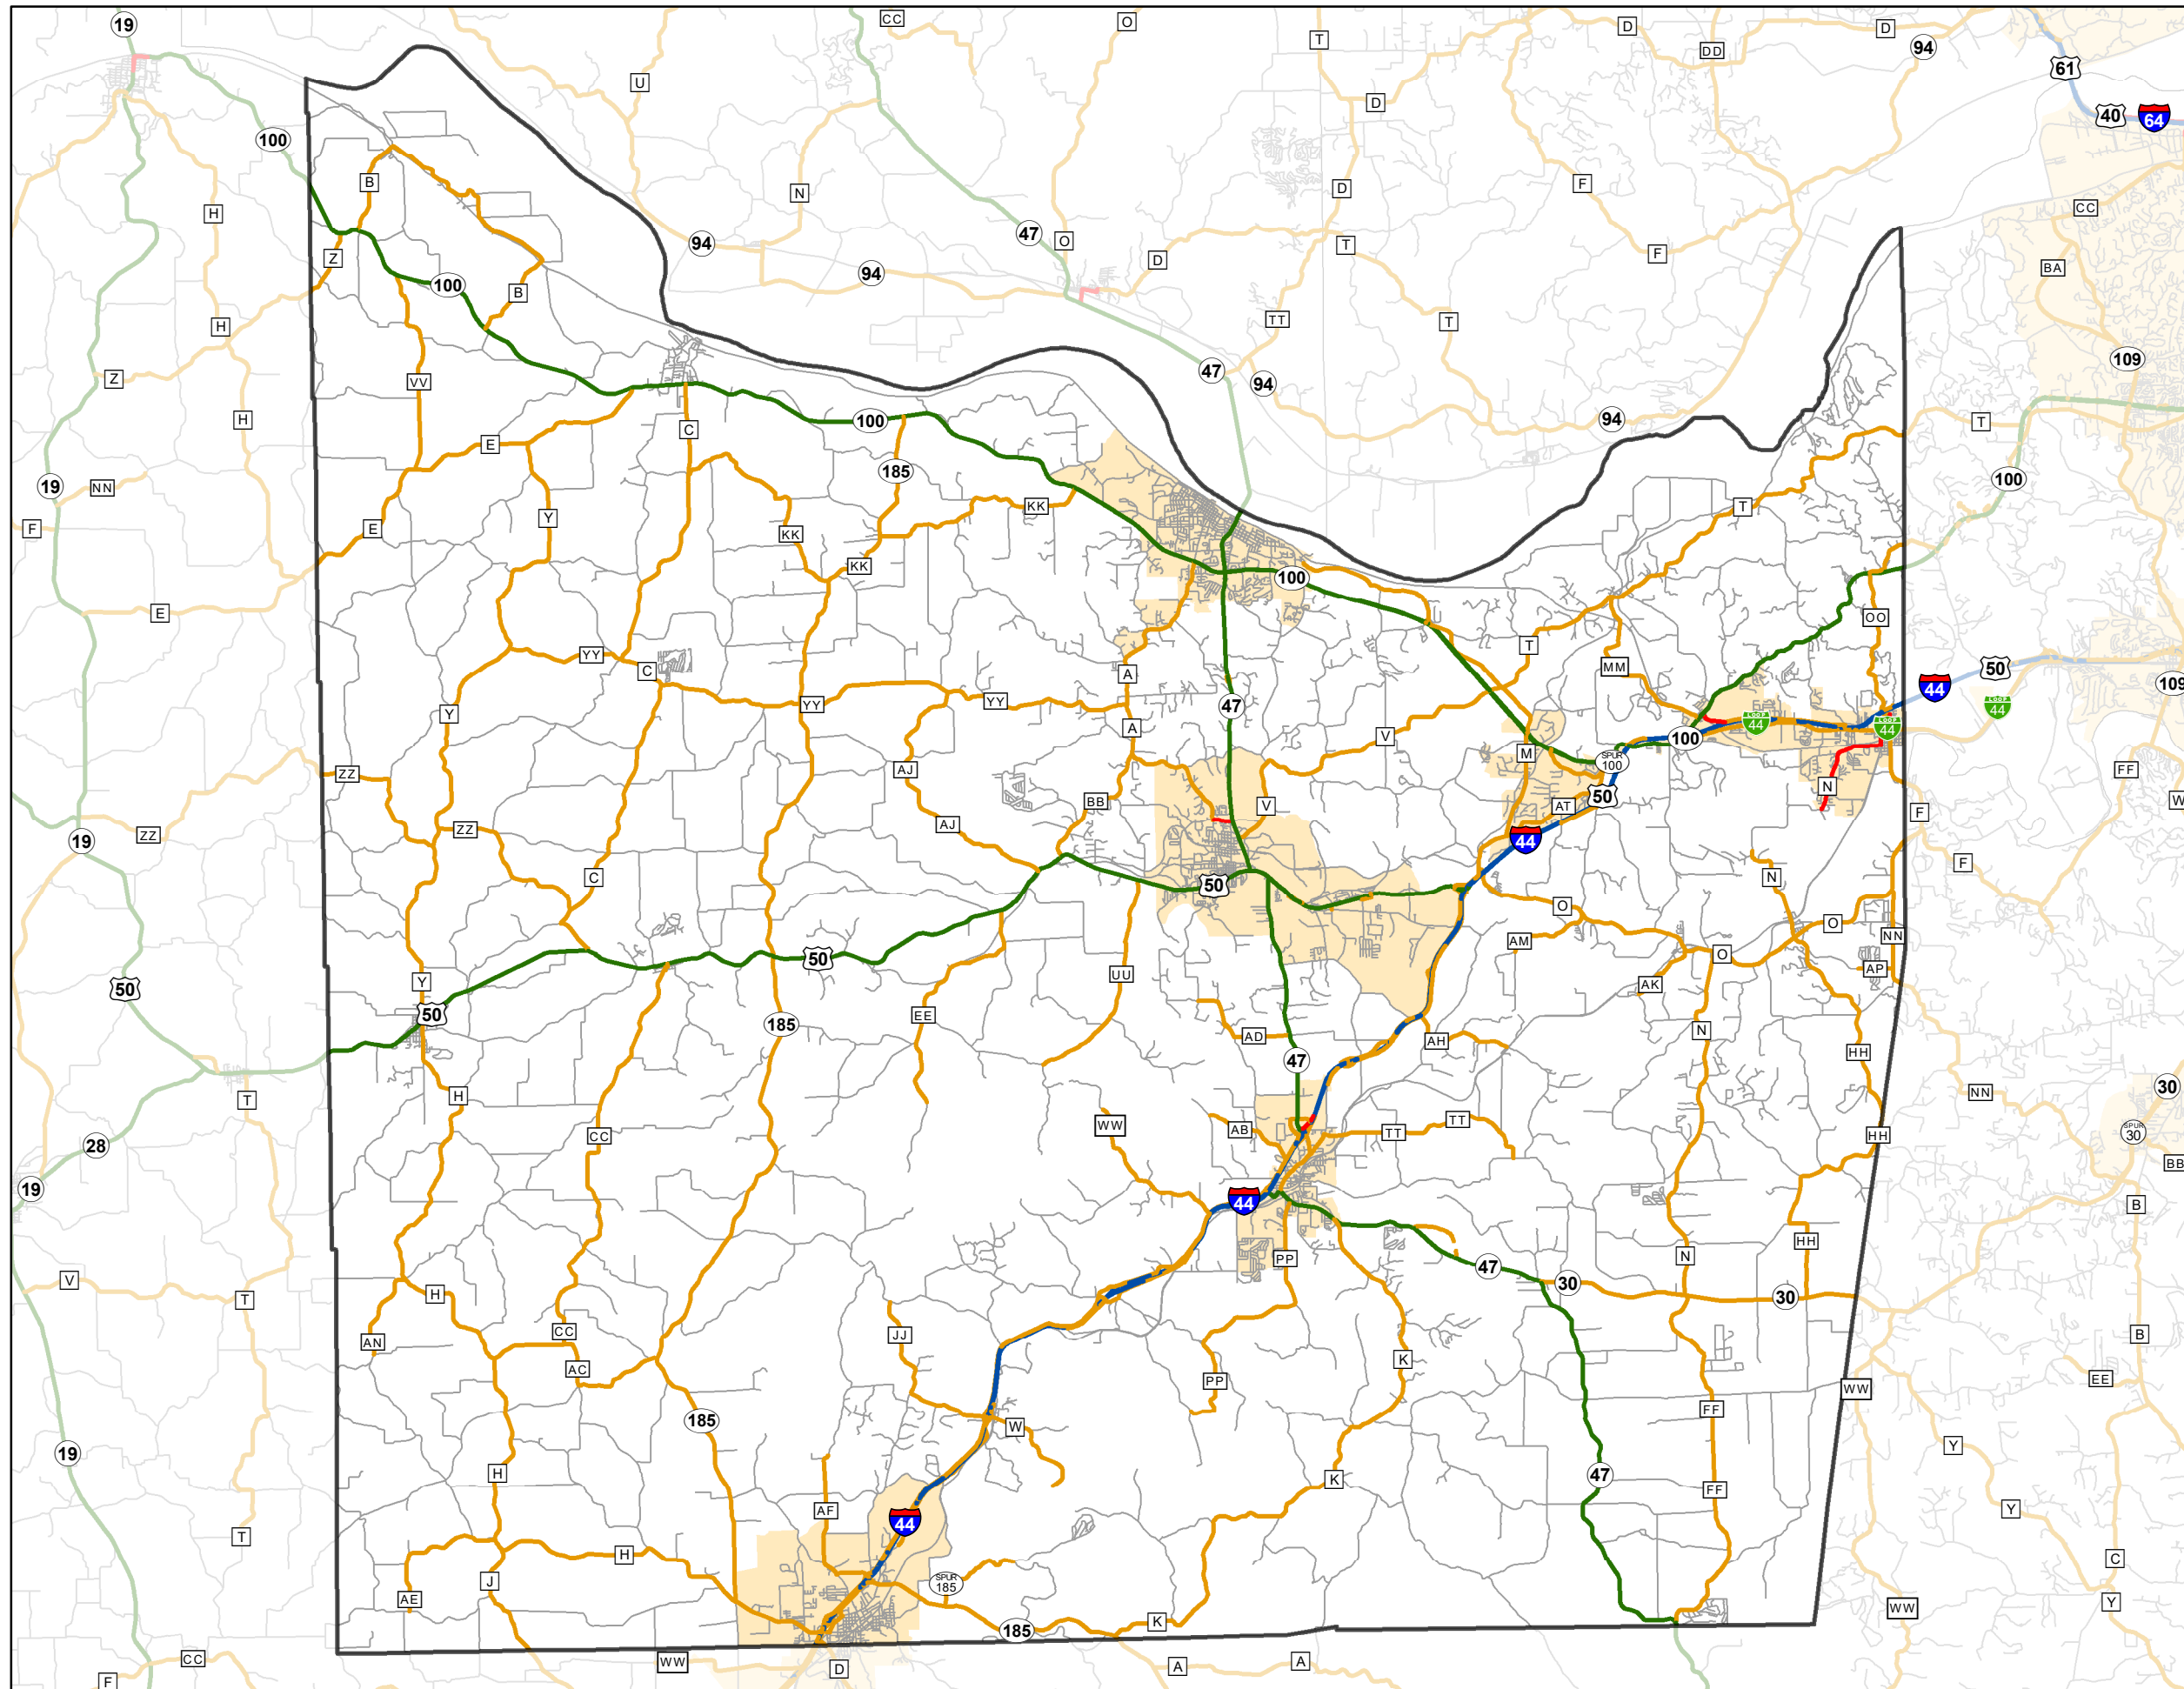 19
CC
O
T
D
DD
D
94
61
U
D
40
64
100
B
N
D
F
CC
H
47
O
94
T
F
Z
D
BA
94
100
B
H
TT
T
109
Z
VV
47
94
H
C
100
94
T
E
185
19
NN
KK
100
F
E
Y
KK
T
KK
100
E
OO
YY
C
A
T
MM
50
109
44
Y
YY
YY
47
LOOP
44
A
V
LOOP
44
LOOP
44
100
M
SPUR
100
ZZ
AJ
FF
N
50
BB
V
AT
W
F
ZZ
ZZ
AJ
19
44
F
C
50
N
O
O
NN
AM
O
50
UU
AP
Y
AK
50
50
EE
185
N
AD
AH
47
HH
30
H
NN
T
WW
TT
CC
AB
TT
HH
SPUR
30
28
BB
19
44
B
HH
PP
N
47
V
30
H
T
30
CC
JJ
B
AN
K
AC
PP
EE
WW
185
FF
W
Y
19
H
47
K
FF
AF
44
Y
T
H
C
SPUR
185
J
AE
Y
WW
K
185
CC
WW
D
A
A
F